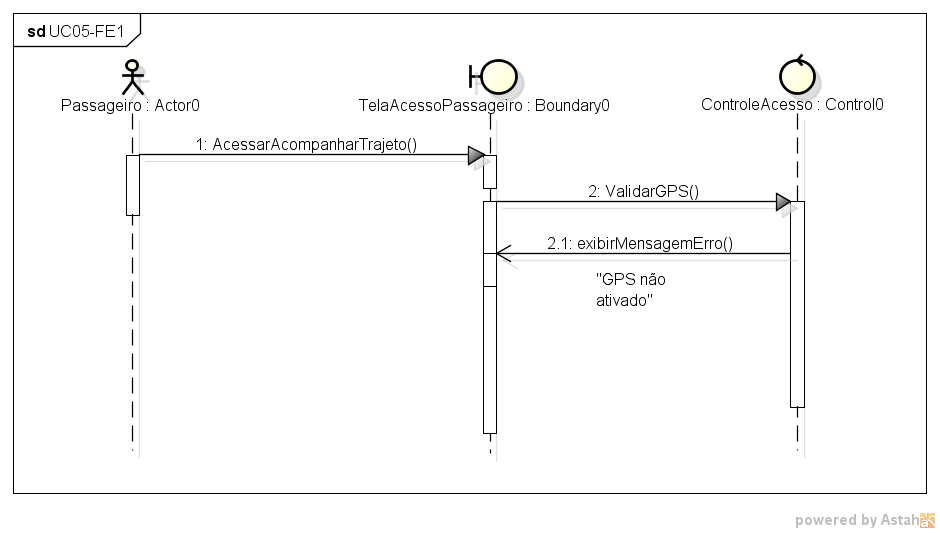 sd UC05-FE1
Passageiro : Actor0
TelaAcessoPassageiro : Boundary0
ControleAcesso : Control0
1: AcessarAcompanharTrajeto()
2: ValidarGPS()
2.1: exibirMensagemErro()
"GPS não
ativado"
powered by Astah